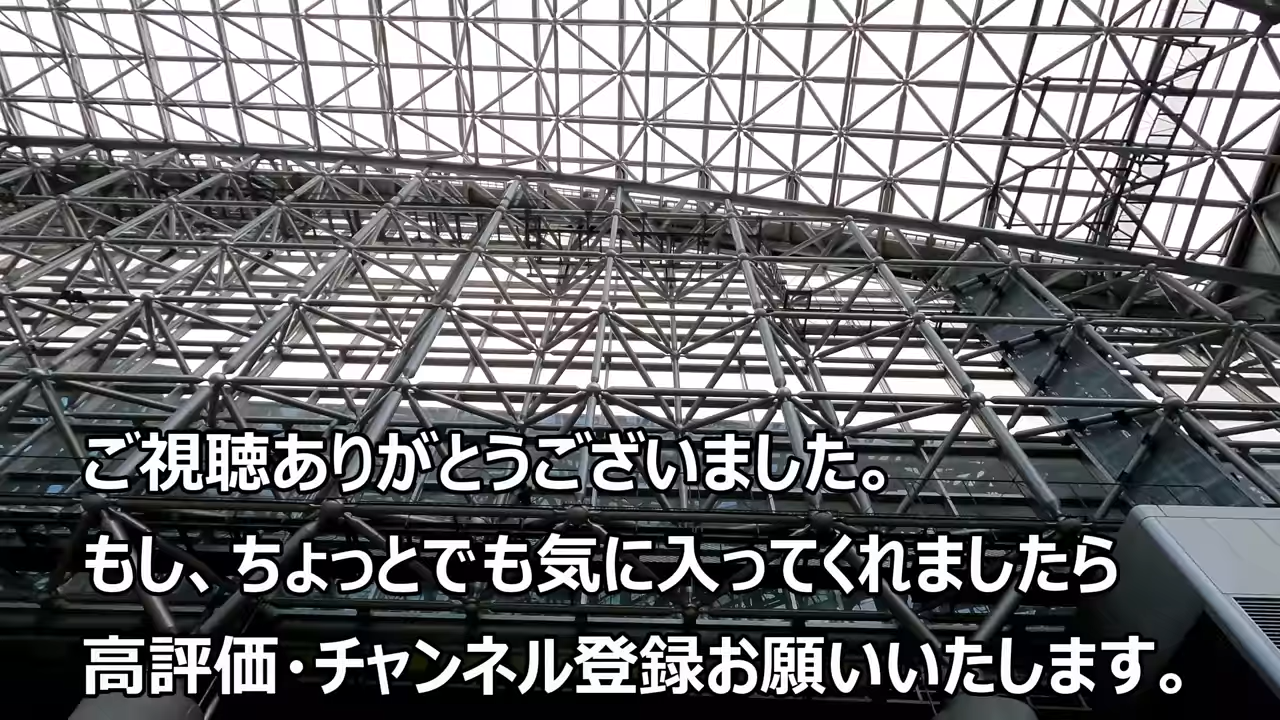 ご視聴ありがとうございました。
もし、ちょっとでも気に入ってくれましたら
高評価・チャンネル登録お願いいたします。